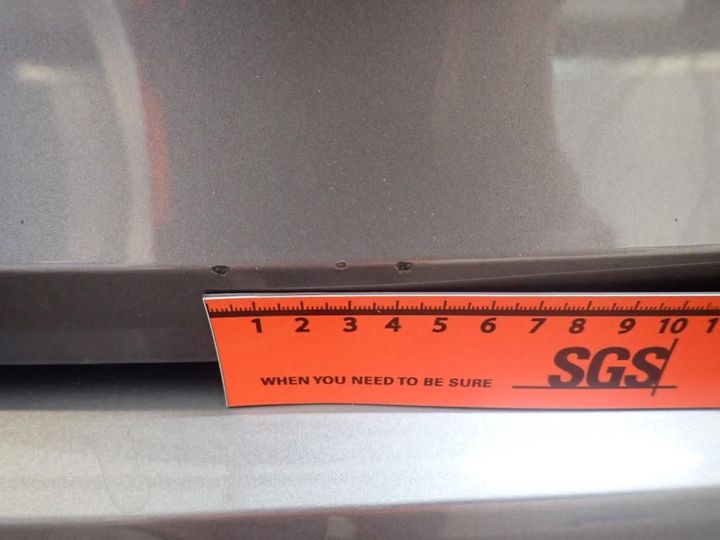 1 2 3 4 5 6 7 8 9 10 1
WHEN YOU NEED TO BE SURE SGS